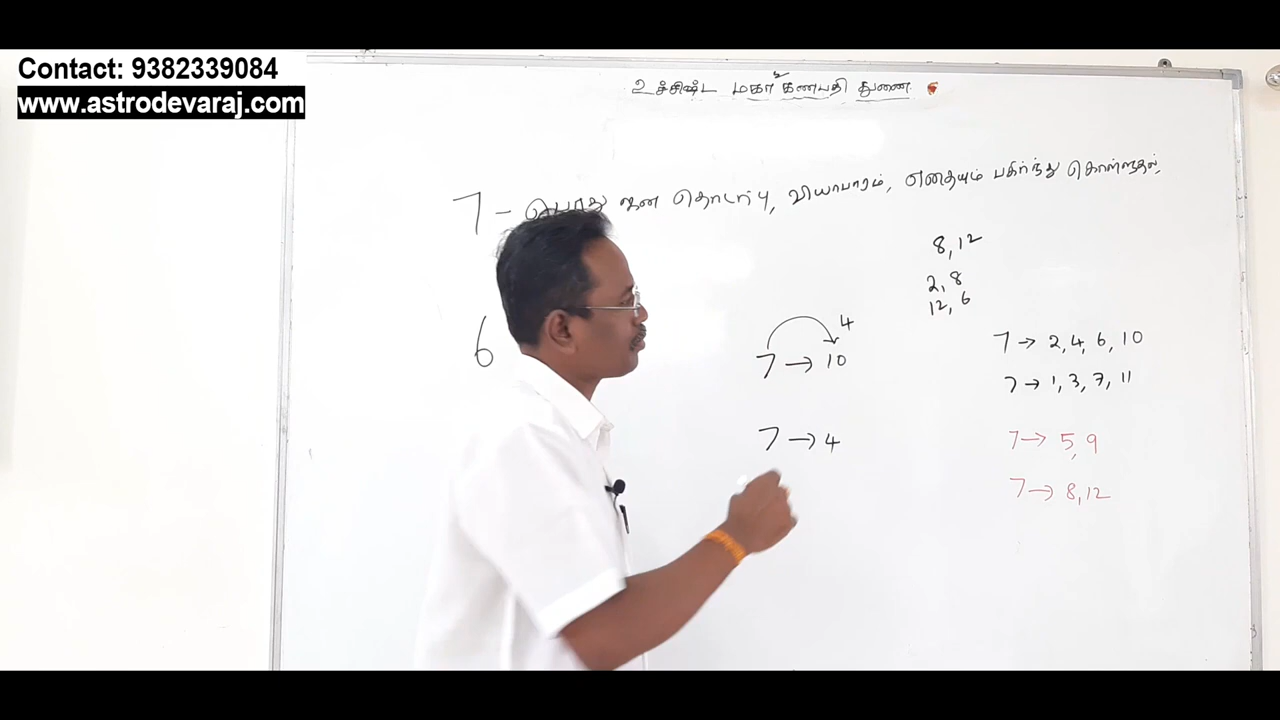 Contact: 9382339084
www.astrodevaraj.com
உச்சிஷ்ட மகா கணபதி துணை
7 - பொது ஜன தொடர்பு, வியாபாரம், எதையும் பகிர்ந்து கொள்ளுதல்,
8, 12
2, 8
12, 6
6
4
7 → 10
7 → 4
7 → 2, 4, 6, 10
7 → 1, 3, 7, 11
7 → 5, 9
7 → 8, 12